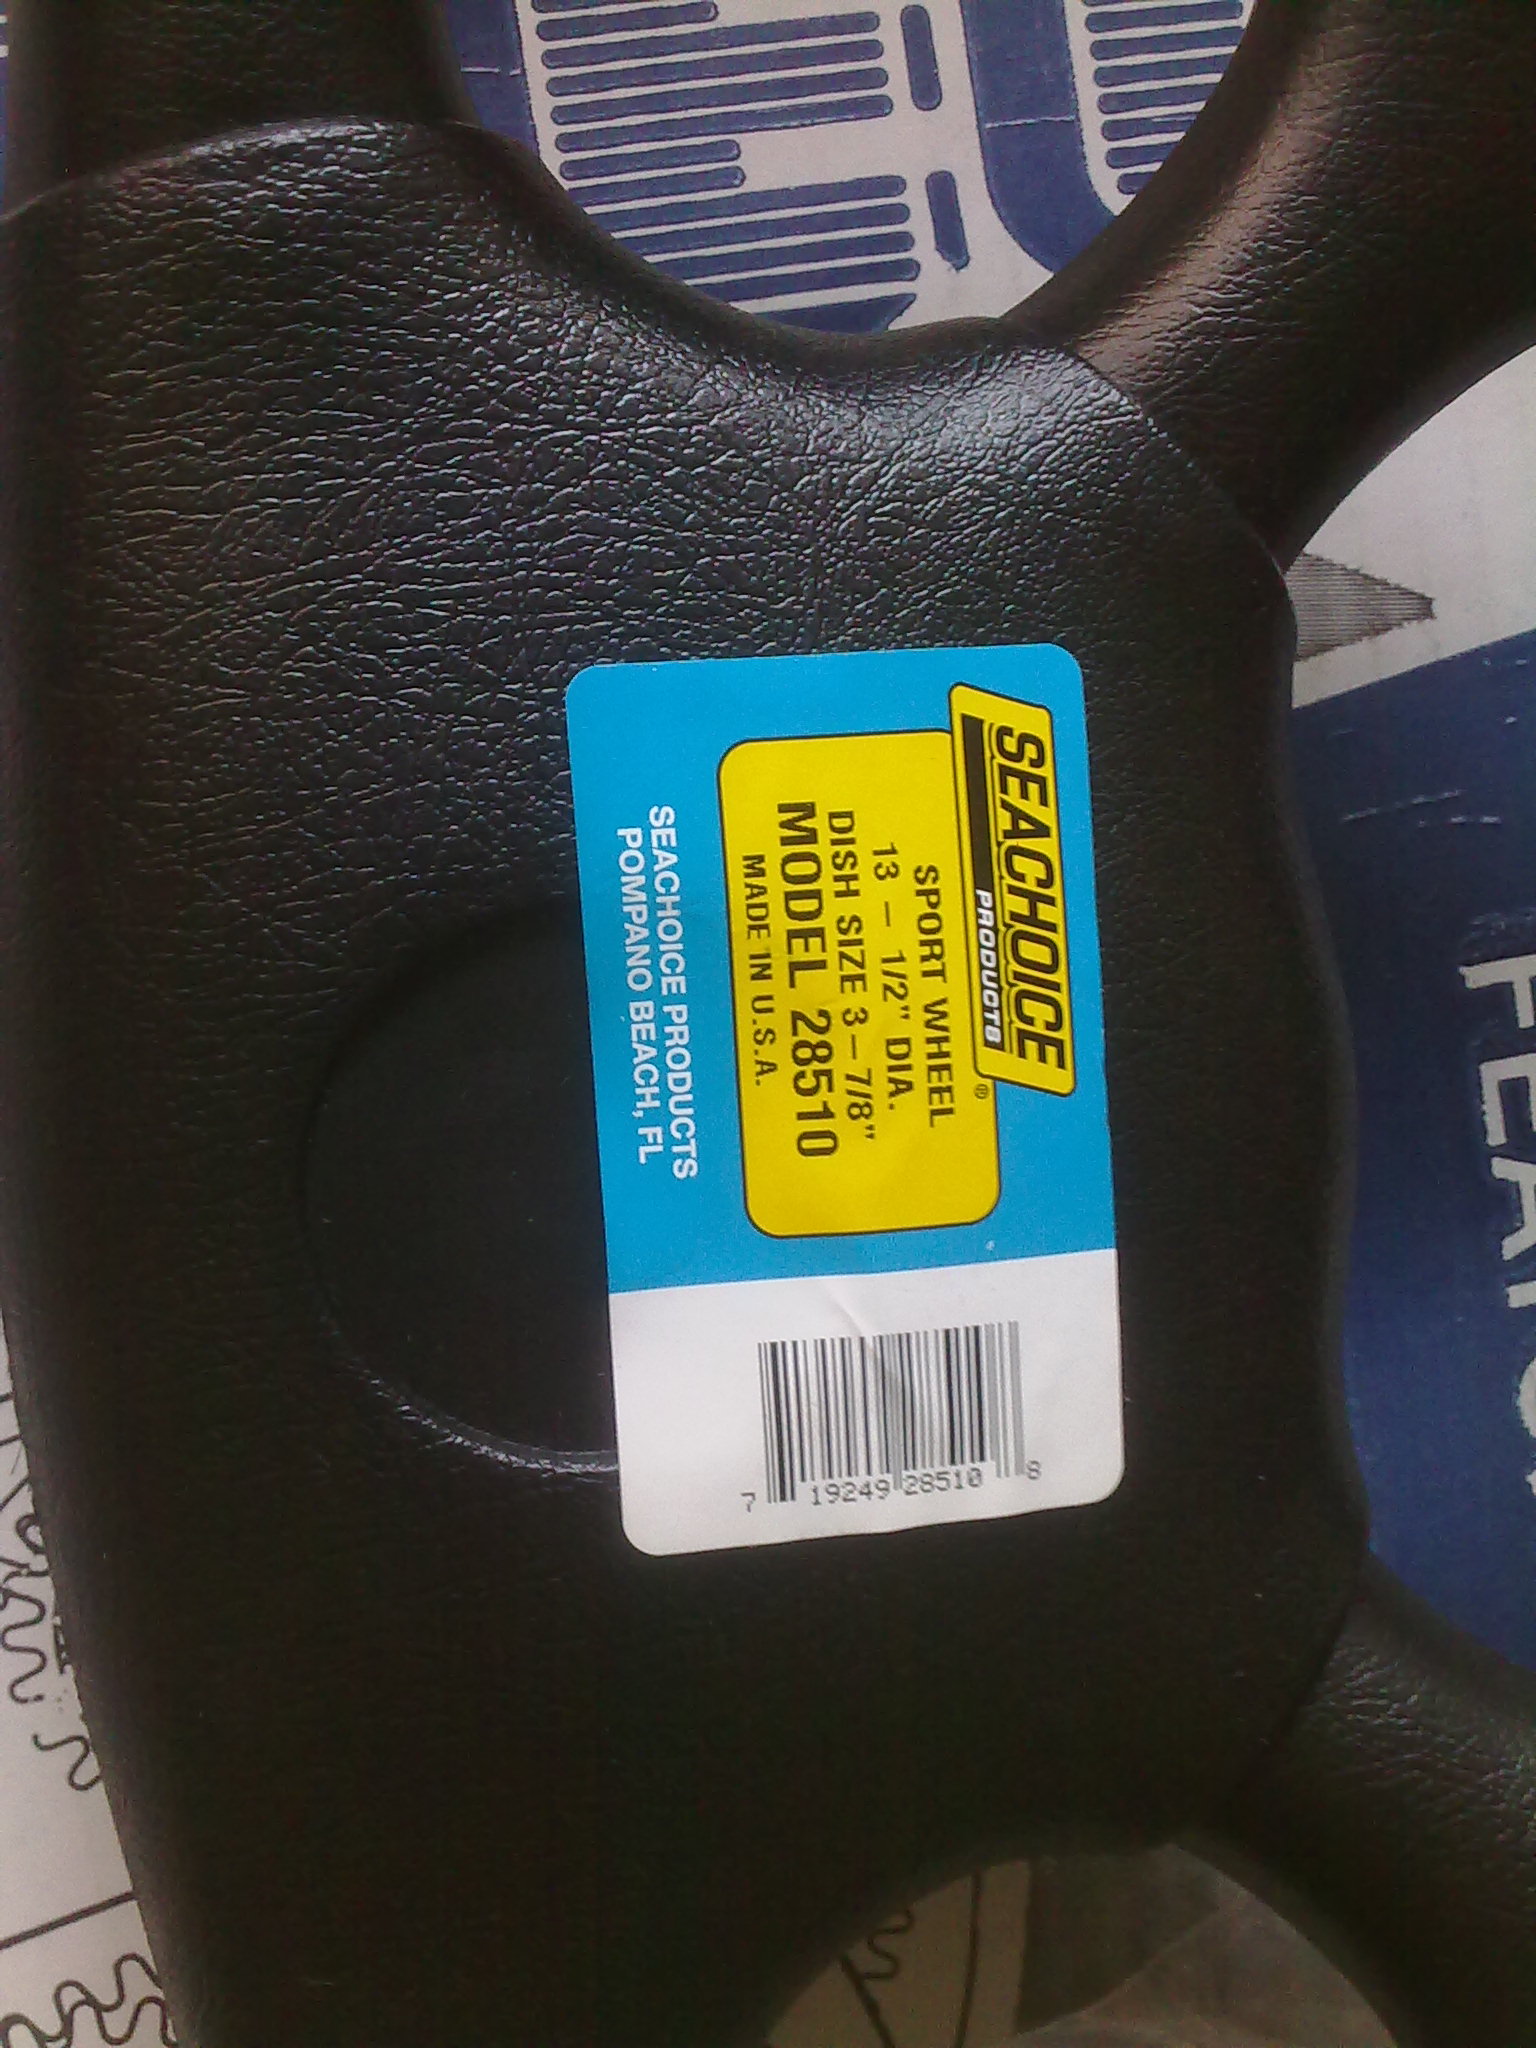 SEACHOICE
PRODUCTS
®
SPORT WHEEL
13 - 1/2" DIA.
DISH SIZE 3-7/8"
MODEL 28510
MADE IN U.S.A.
SEACHOICE PRODUCTS
POMPANO BEACH, FL
7 19249 28510 8